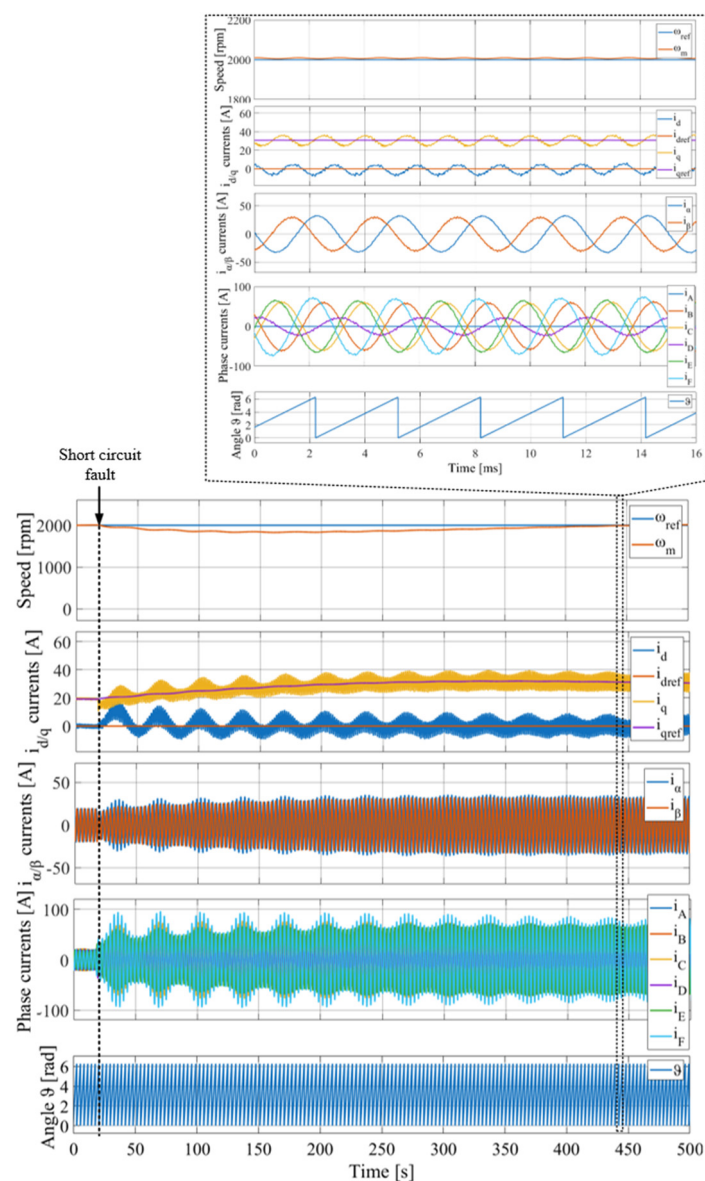 2200
Speed [rpm]
2000
1800
ω_ref
ω_m
i_d/q currents [A]
60
40
20
0
i_d
i_dref
i_q
i_qref
i_α/β currents [A]
50
0
-50
i_α
i_β
Phase currents [A]
100
0
-100
i_A
i_B
i_C
i_D
i_E
i_F
Angle ϑ [rad]
6
4
2
0
ϑ
0 2 4 6 8 10 12 14 16
Time [ms]
Short circuit
fault
Speed [rpm]
2000
1000
0
ω_ref
ω_m
i_d/q currents [A]
60
40
20
0
i_d
i_dref
i_q
i_qref
i_α/β currents [A]
50
0
-50
i_α
i_β
Phase currents [A]
100
0
-100
i_A
i_B
i_C
i_D
i_E
i_F
Angle ϑ [rad]
6
4
2
0
ϑ
0 50 100 150 200 250 300 350 400 450 500
Time [s]